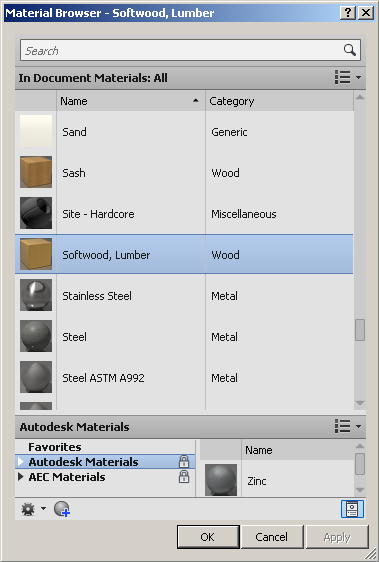 Material Browser - Softwood, Lumber
Search
In Document Materials: All
Name Category
Sand Generic
Sash Wood
Site - Hardcore Miscellaneous
Softwood, Lumber Wood
Stainless Steel Metal
Steel Metal
Steel ASTM A992 Metal
Autodesk Materials
Favorites
Autodesk Materials
AEC Materials
Name
Zinc
OK Cancel Apply